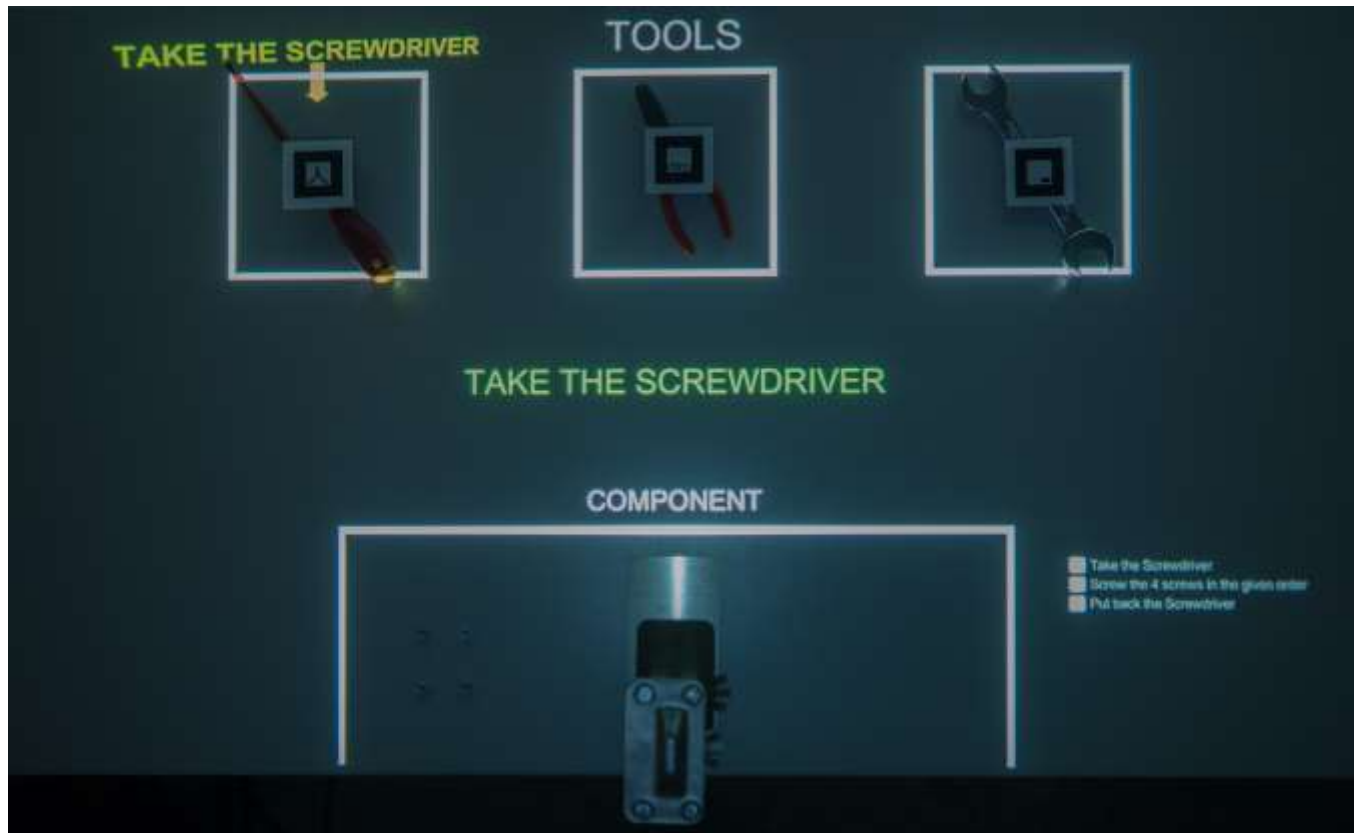 TOOLS
TAKE THE SCREWDRIVER
TAKE THE SCREWDRIVER
COMPONENT
Take the Screwdriver
Screw the 4 screws in the given order
Put back the Screwdriver